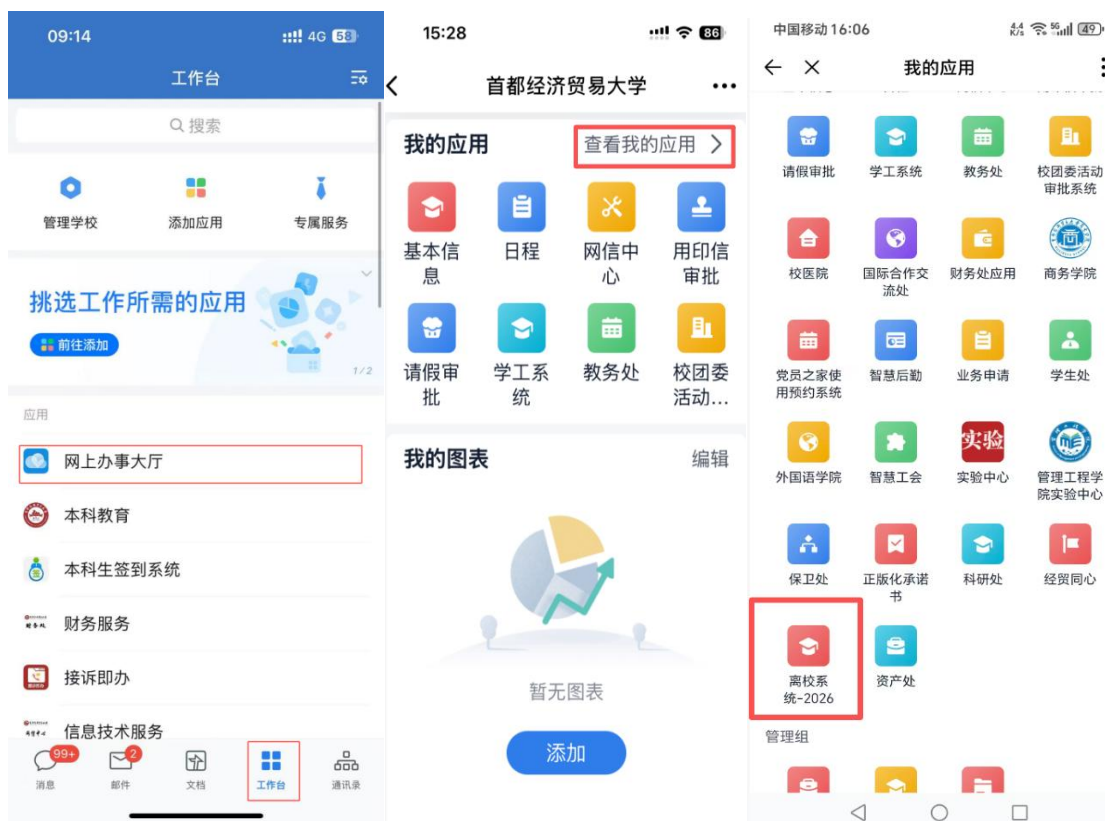 09:14
4G 58
工作台
搜索
管理学校
添加应用
专属服务
挑选工作所需的应用
前往添加
1/2
应用
网上办事大厅
本科教育
本科生签到系统
财务服务
接诉即办
信息技术服务
99+
2
消息
邮件
文档
工作台
通讯录
15:28
86
首都经济贸易大学
我的应用
查看我的应用
基本信
息
日程
网信中
心
用印信
审批
请假审
批
学工系
统
教务处
校团委
活动...
我的图表
编辑
暂无图表
添加
中国移动 16:06
4.4
K/s
5G
49
我的应用
请假审批
学工系统
教务处
校团委活动
审批系统
校医院
国际合作交
流处
财务处应用
商务学院
党员之家使
用预约系统
智慧后勤
业务申请
学生处
外国语学院
智慧工会
实验
实验中心
管理工程学
院实验中心
保卫处
正版化承诺
书
科研处
经贸同心
离校系
统-2026
资产处
管理组